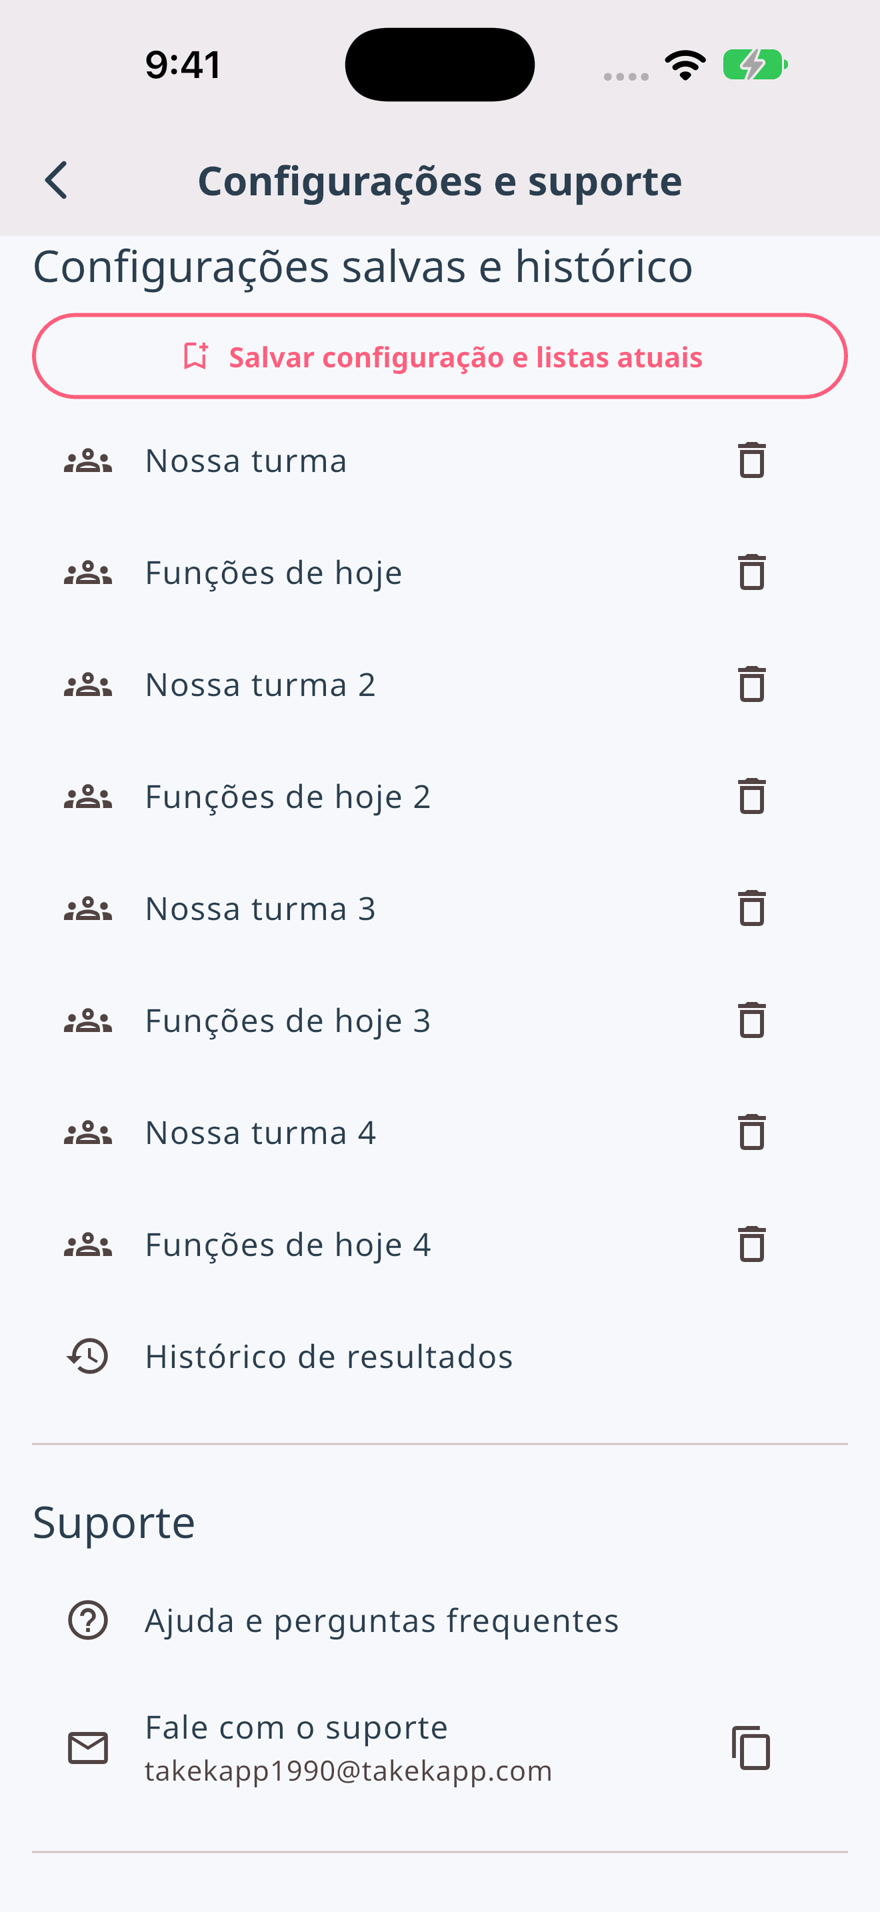 9:41
Configurações e suporte
Configurações salvas e histórico
Salvar configuração e listas atuais
Nossa turma
Funções de hoje
Nossa turma 2
Funções de hoje 2
Nossa turma 3
Funções de hoje 3
Nossa turma 4
Funções de hoje 4
Histórico de resultados
Suporte
Ajuda e perguntas frequentes
Fale com o suporte
takekapp1990@takekapp.com